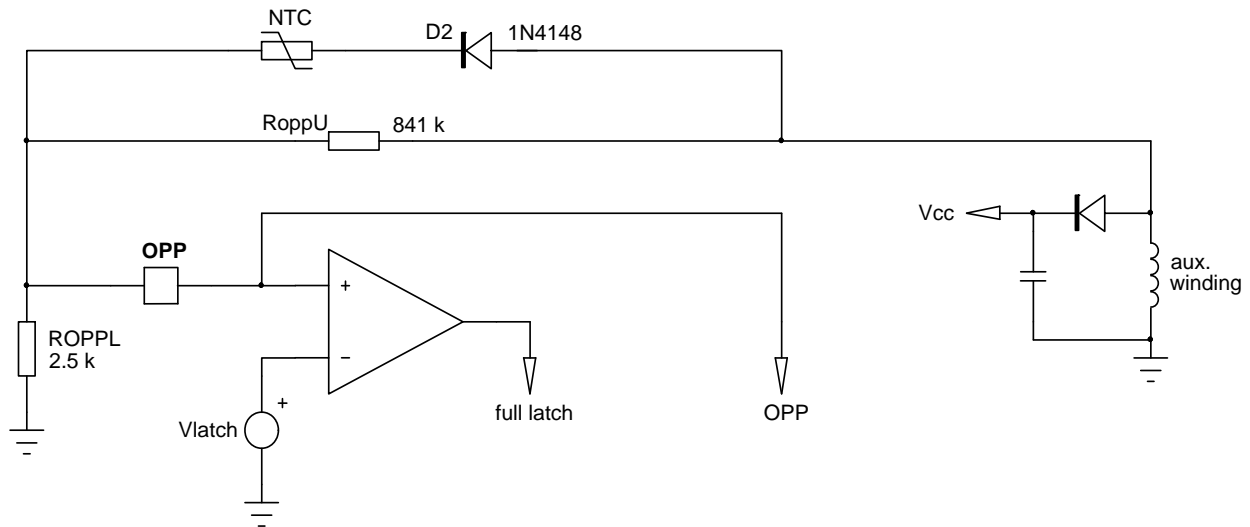 NTC
D2
1N4148
RoppU
841 k
Vcc
OPP
aux.
winding
+
ROPPL
2.5 k
−
+
full latch
OPP
Vlatch